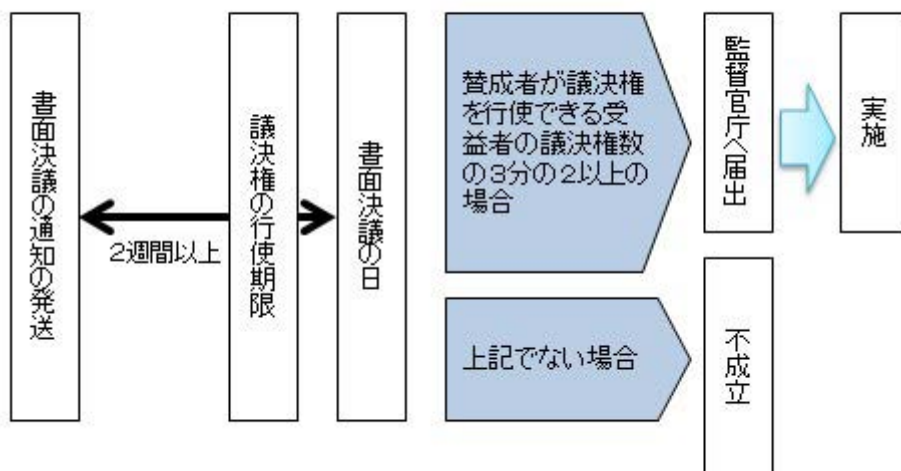 書面決議の通知の発送
2週間以上
議決権の行使期限
書面決議の日
賛成者が議決権
を行使できる受
益者の議決権数
の3分の2以上の
場合
監督官庁へ届出
実施
上記でない場合
不成立